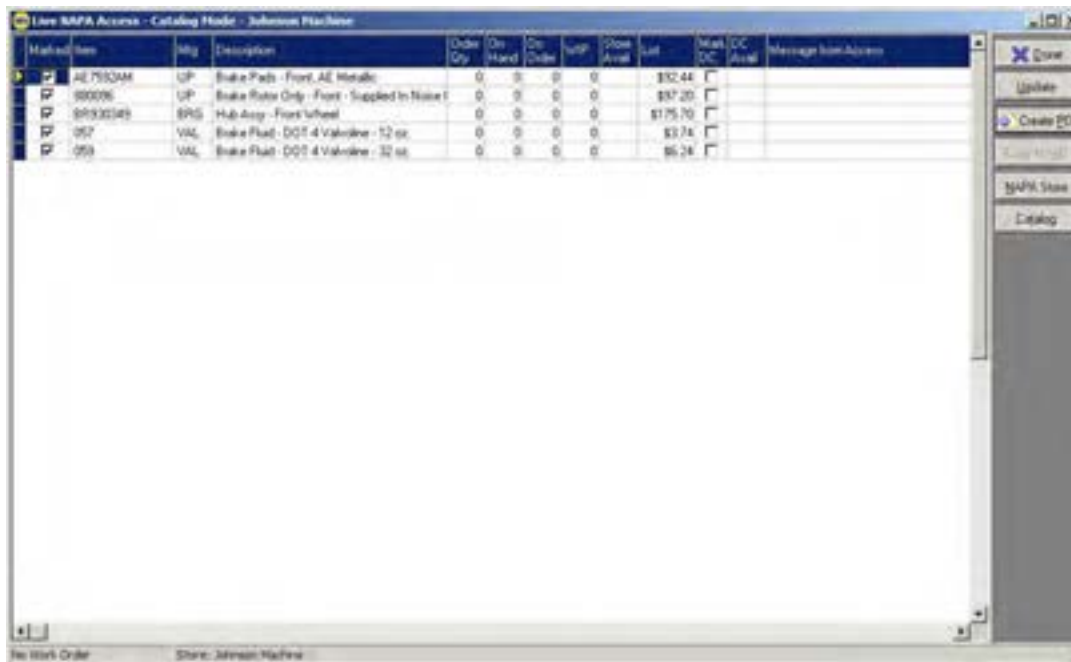 Live NAPA Access - Catalog Mode - Johnson Machine
Marked Item Mfg Description Order Qty On Hand On Order WIP Store Avail List Mark DC DC Avail Message from Access
AE7592AM UP Brake Pads - Front, AE Metallic 0 0 0 0 $92.44
UP Brake Rotor Only - Front - Supplied In Noise 0 0 0 0 $97.20
BR930349 BRG Hub Assy - Front Wheel 0 0 0 0 $175.70
057 VAL Brake Fluid - DOT 4 Valvoline - 12 oz. 0 0 0 0 $3.74
059 VAL Brake Fluid - DOT 4 Valvoline - 32 oz. 0 0 0 0 $6.24
Done
Update
Create PO
NAPA Store
Catalog
No Work Order Store: Johnson Machine